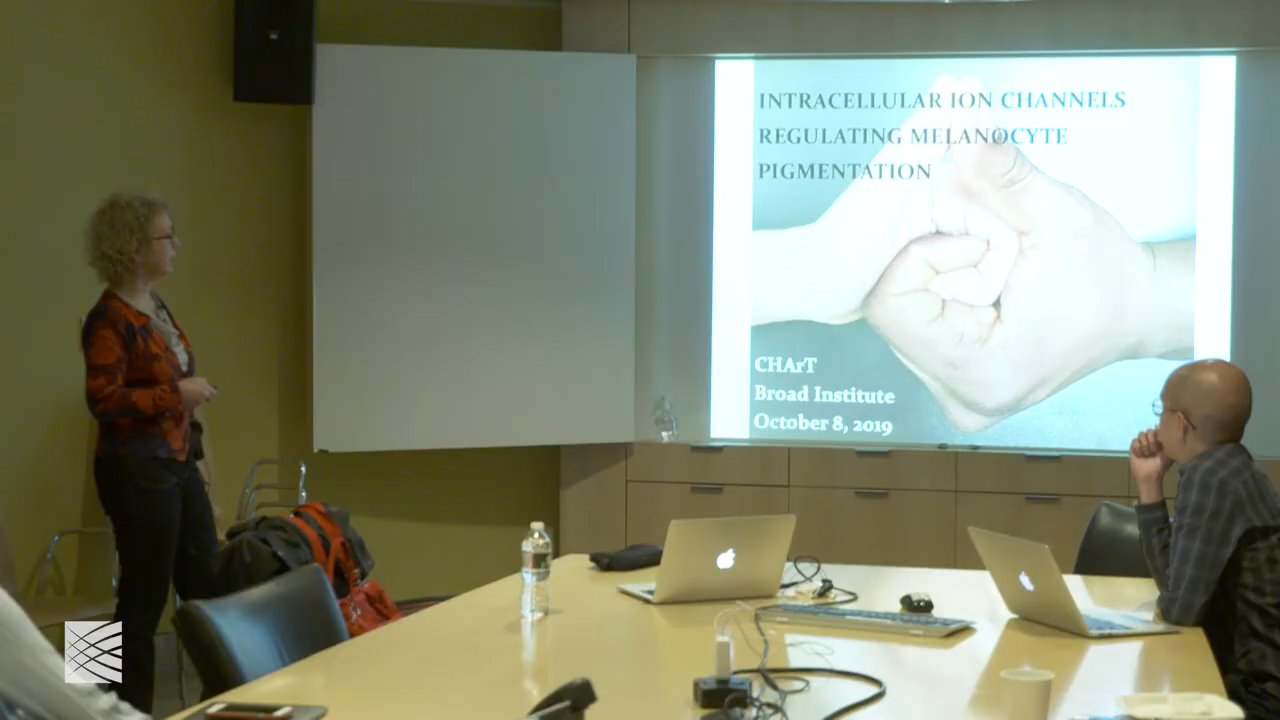 INTRACELLULAR ION CHANNELS
REGULATING MELANOCYTE
PIGMENTATION
CHArT
Broad Institute
October 8, 2019